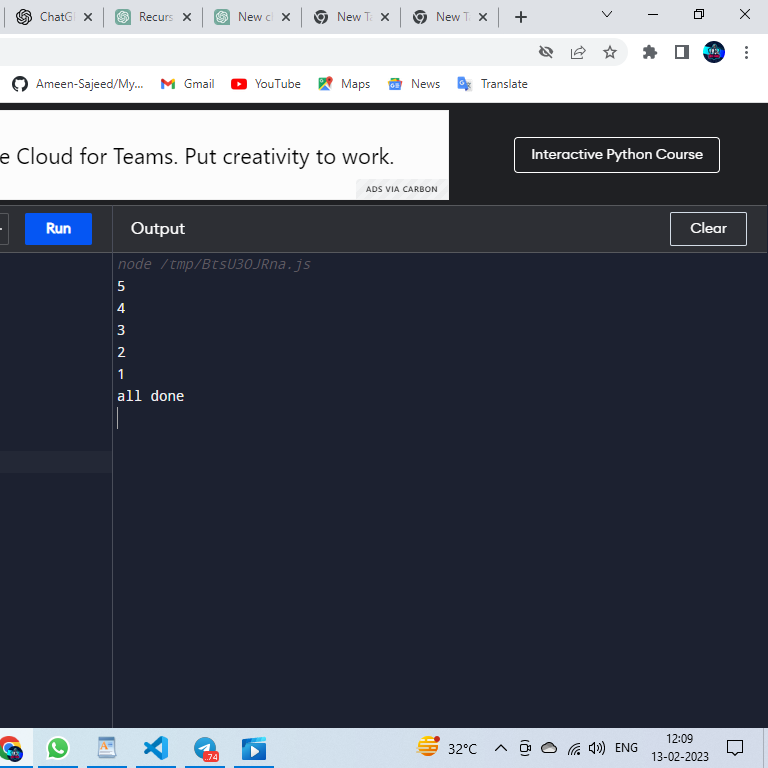 ChatG
Recurs
New c
New T
New T
Ameen-Sajeed/My...
Gmail
YouTube
Maps
News
Translate
e Cloud for Teams. Put creativity to work.
ADS VIA CARBON
Interactive Python Course
Run
Output
Clear
node /tmp/BtsU3OJRna.js
5
4
3
2
1
all done
74
32°C
ENG
12:09
13-02-2023